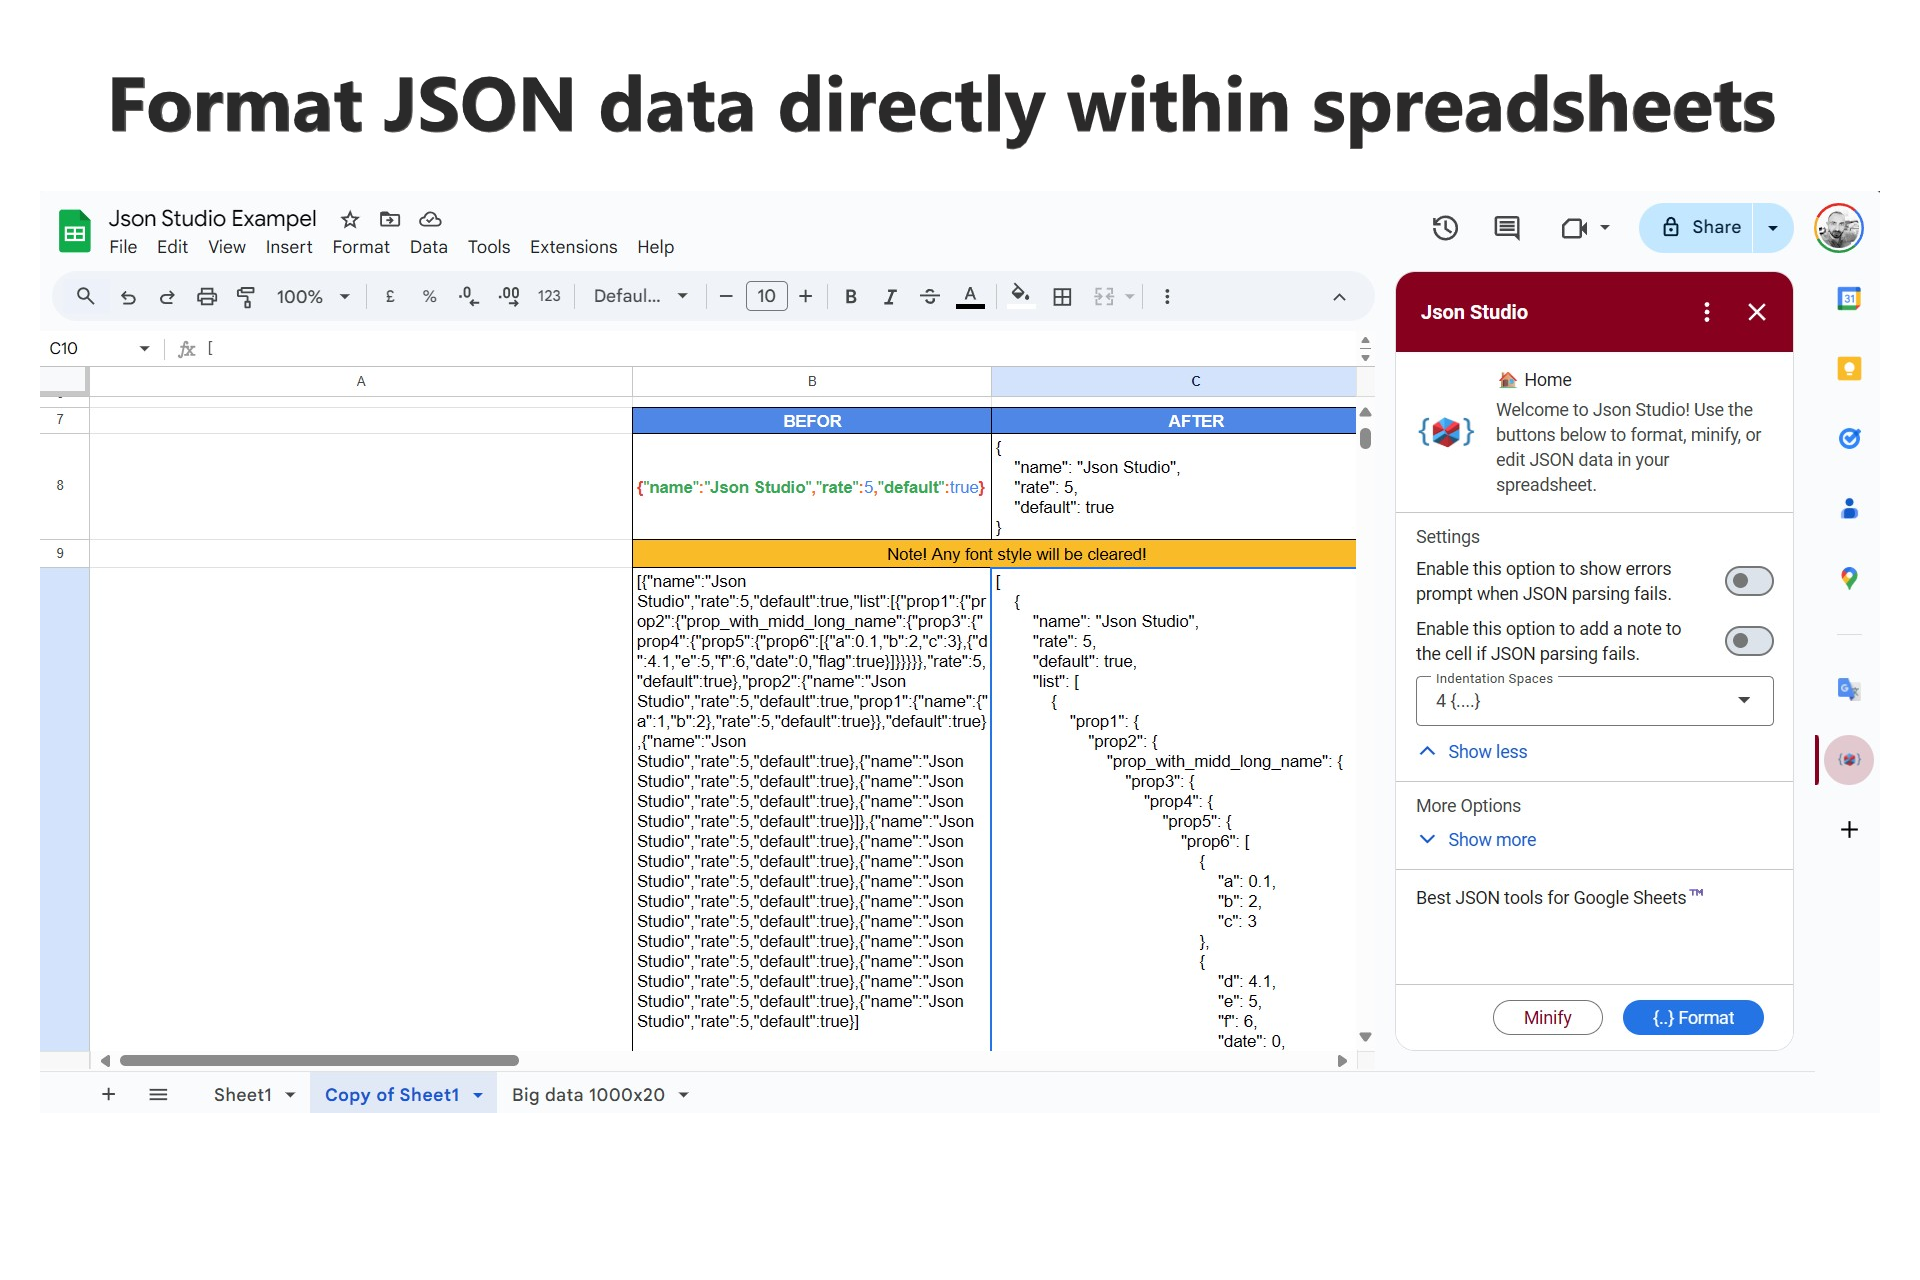 Format JSON data directly within spreadsheets
Json Studio Exampel
File Edit View Insert Format Data Tools Extensions Help
Share
100% £ % .0 .00 123 Defaul... 10 B I A
C10 fx [
A B C
7 BEFOR AFTER
8 {"name":"Json Studio","rate":5,"default":true}
{
"name": "Json Studio",
"rate": 5,
"default": true
}
9 Note! Any font style will be cleared!
[{"name":"Json
Studio","rate":5,"default":true,"list":[{"prop1":{"pr
op2":{"prop_with_midd_long_name":{"prop3":{"
prop4":{"prop5":{"prop6":[{"a":0.1,"b":2,"c":3},{"d
":4.1,"e":5,"f":6,"date":0,"flag":true}]}}}}},"rate":5,
"default":true},"prop2":{"name":"Json
Studio","rate":5,"default":true,"prop1":{"name":{"
a":1,"b":2},"rate":5,"default":true}},"default":true}
,{"name":"Json
Studio","rate":5,"default":true},{"name":"Json
Studio","rate":5,"default":true},{"name":"Json
Studio","rate":5,"default":true},{"name":"Json
Studio","rate":5,"default":true}]},{"name":"Json
Studio","rate":5,"default":true},{"name":"Json
Studio","rate":5,"default":true},{"name":"Json
Studio","rate":5,"default":true},{"name":"Json
Studio","rate":5,"default":true},{"name":"Json
Studio","rate":5,"default":true},{"name":"Json
Studio","rate":5,"default":true},{"name":"Json
Studio","rate":5,"default":true},{"name":"Json
Studio","rate":5,"default":true},{"name":"Json
Studio","rate":5,"default":true},{"name":"Json
Studio","rate":5,"default":true}]
[
{
"name": "Json Studio",
"rate": 5,
"default": true,
"list": [
{
"prop1": {
"prop2": {
"prop_with_midd_long_name": {
"prop3": {
"prop4": {
"prop5": {
"prop6": [
{
"a": 0.1,
"b": 2,
"c": 3
},
{
"d": 4.1,
"e": 5,
"f": 6,
"date": 0,
Json Studio
Home
Welcome to Json Studio! Use the
buttons below to format, minify, or
edit JSON data in your
spreadsheet.
Settings
Enable this option to show errors
prompt when JSON parsing fails.
Enable this option to add a note to
the cell if JSON parsing fails.
Indentation Spaces
4 {....}
Show less
More Options
Show more
Best JSON tools for Google Sheets™
Minify {..} Format
31
Sheet1 Copy of Sheet1 Big data 1000x20